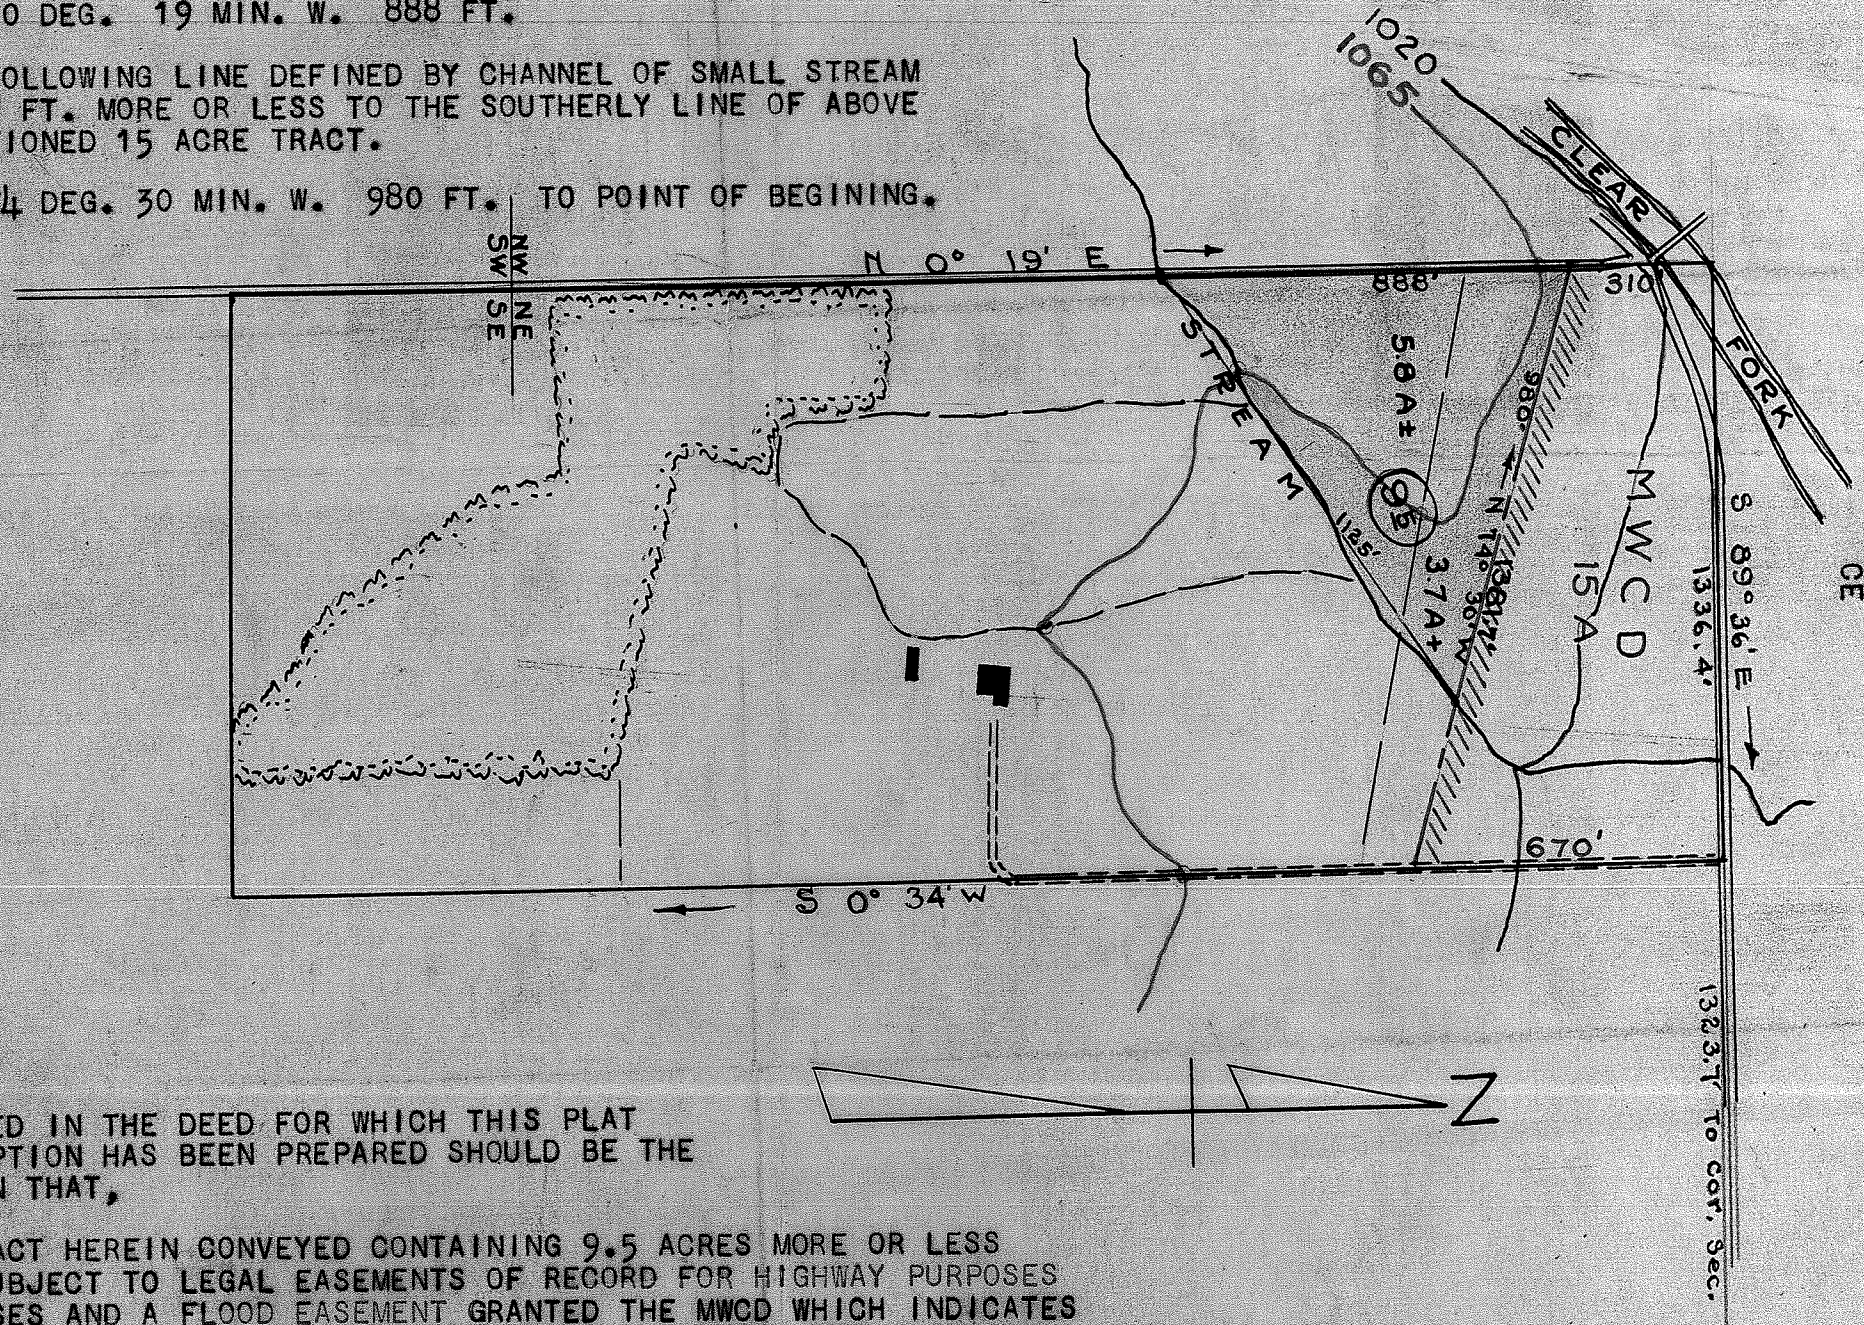 0 DEG. 19 MIN. W. 888 FT.
OLLOWING LINE DEFINED BY CHANNEL OF SMALL STREAM
FT. MORE OR LESS TO THE SOUTHERLY LINE OF ABOVE
IONED 15 ACRE TRACT.
4 DEG. 30 MIN. W. 980 FT. TO POINT OF BEGINING.
1020
1065
CLEAR
FORK
NW NE
SW SE
N 0° 19' E
888'
310
STREAM
5.8 A±
980'
95
1125'
3.7 A+
N 74° 30' W
MWCD
15 A
S 89° 36' E
1336.4'
CE
670'
S 0° 34' W
1323.7 To cor. Sec.
Z
ED IN THE DEED FOR WHICH THIS PLAT
PTION HAS BEEN PREPARED SHOULD BE THE
N THAT,
ACT HEREIN CONVEYED CONTAINING 9.5 ACRES MORE OR LESS
UBJECT TO LEGAL EASEMENTS OF RECORD FOR HIGHWAY PURPOSES
SES AND A FLOOD EASEMENT GRANTED THE MWCD WHICH INDICATES